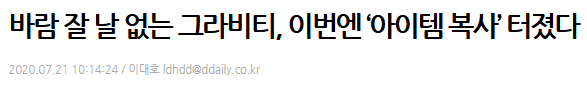 바람 잘 날 없는 그라비티, 이번엔 ‘아이템 복사’ 터졌다
2020.07.21 10:14:24 / 이대호 ldhdd@ddaily.co.kr